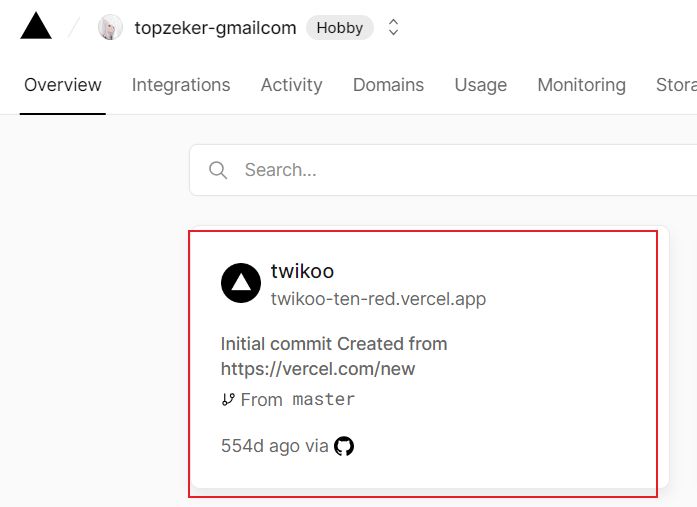 topzeker-gmailcom Hobby
Overview Integrations Activity Domains Usage Monitoring Stora
Search...
twikoo
twikoo-ten-red.vercel.app
Initial commit Created from
https://vercel.com/new
From master
554d ago via